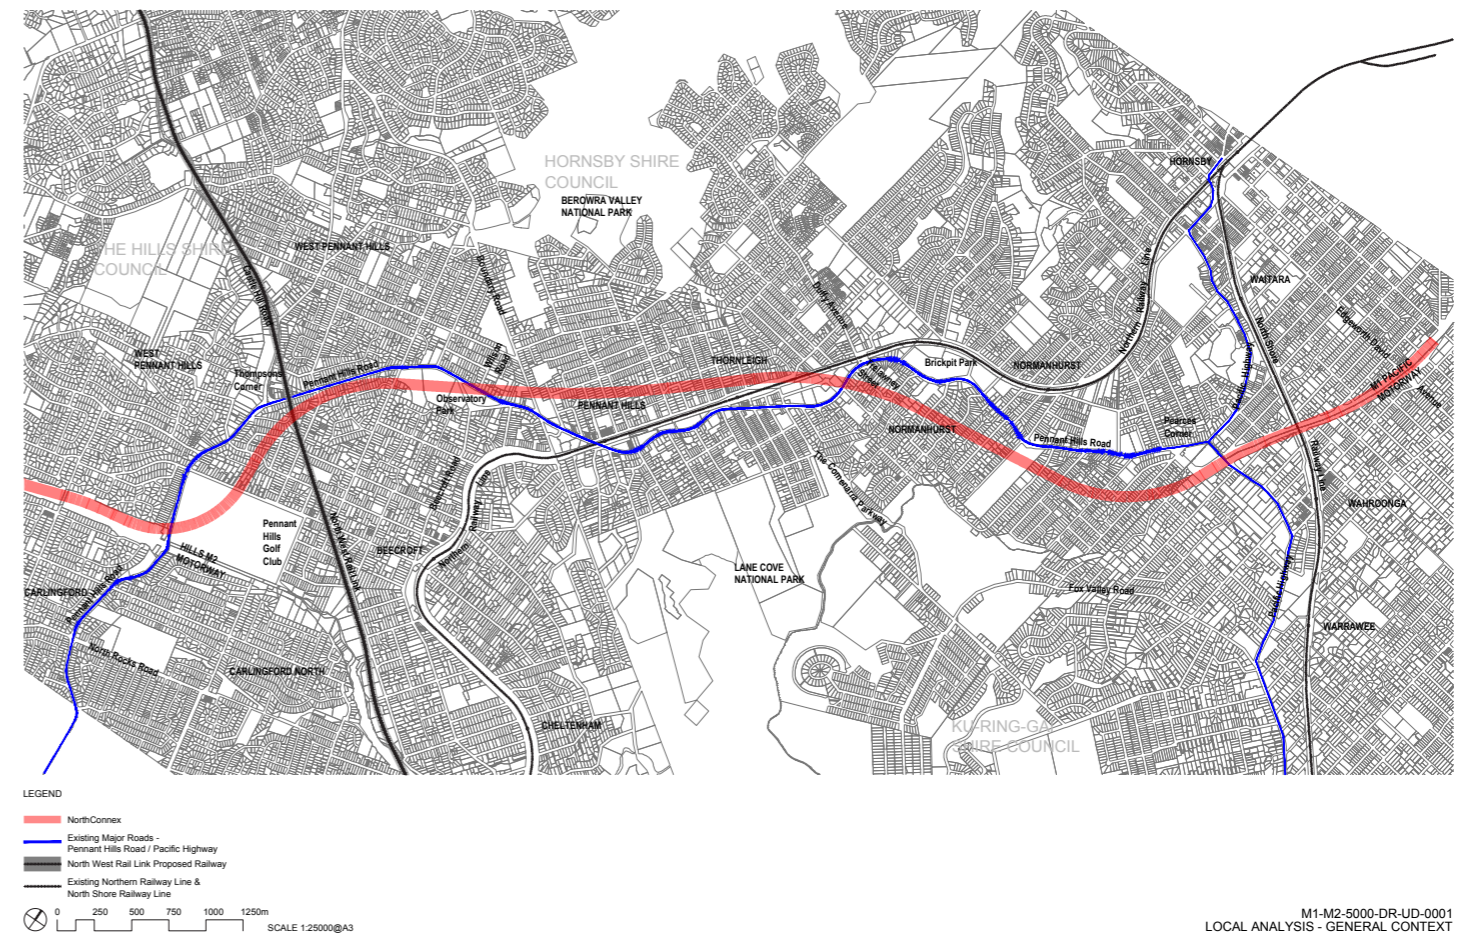 HORNSBY
HORNSBY SHIRE
COUNCIL
BEROWRA VALLEY
NATIONAL PARK
THE HILLS SHIRE
COUNCIL
WEST PENNANT HILLS
Castle Hill Road
Boundary Road
Duffy Avenue
Northern Railway Line
WAITARA
Edgeworth David
Avenue
North Shore
Railway Line
Pacific Highway
M1 PACIFIC
MOTORWAY
WEST
PENNANT HILLS
Thompsons
Corner
Pennant Hills Road
Wilson
Road
THORNLEIGH
Brickpit Park
NORMANHURST
Observatory
Park
PENNANT HILLS
Street
NORMANHURST
Pennant Hills Road
Pearces
Corner
Beecroft Road
The Comenarra Parkway
WAHROONGA
Pennant
Hills
Golf
Club
HILLS M2
MOTORWAY
North West Rail Link
BEECROFT
Northern
Railway Line
LANE COVE
NATIONAL PARK
Fox Valley Road
Pacific Highway
CARLINGFORD
Pennant Hills Road
WARRAWEE
North Rocks Road
CARLINGFORD NORTH
CHELTENHAM
KU-RING-GAI
SHIRE COUNCIL
LEGEND
NorthConnex
Existing Major Roads -
Pennant Hills Road / Pacific Highway
North West Rail Link Proposed Railway
Existing Northern Railway Line &
North Shore Railway Line
0 250 500 750 1000 1250m
SCALE 1:25000@A3
M1-M2-5000-DR-UD-0001
LOCAL ANALYSIS - GENERAL CONTEXT